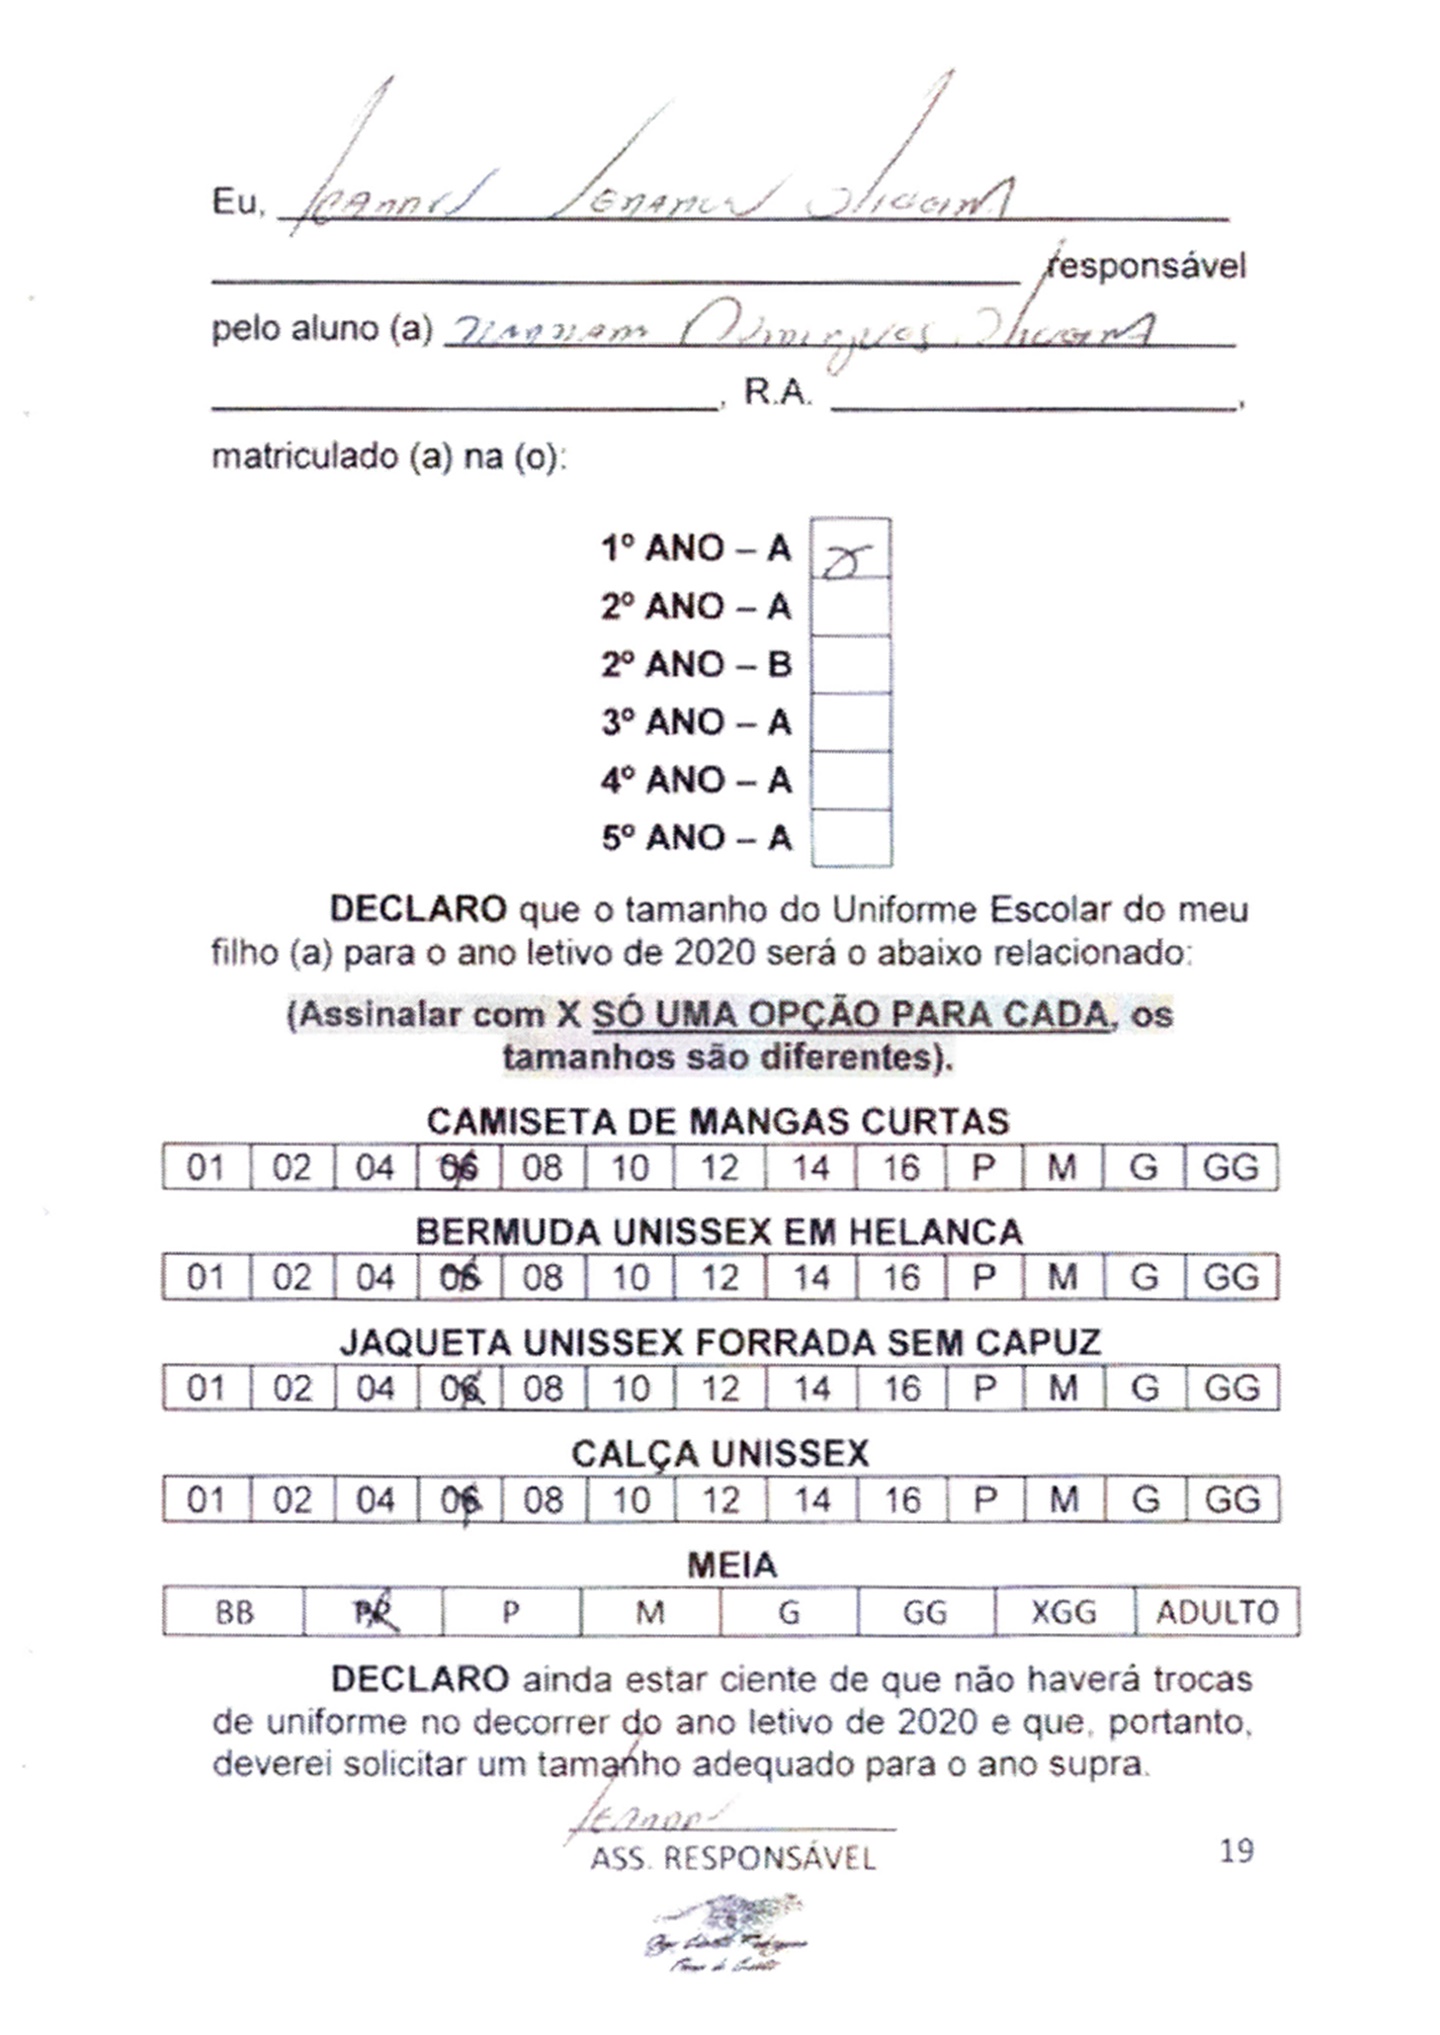 Eu,
responsável
pelo aluno (a)
, R.A. ,
matriculado (a) na (o):
1º ANO – A X
2º ANO – A
2º ANO – B
3º ANO – A
4º ANO – A
5º ANO – A
DECLARO que o tamanho do Uniforme Escolar do meu
filho (a) para o ano letivo de 2020 será o abaixo relacionado:
(Assinalar com X SÓ UMA OPÇÃO PARA CADA, os
tamanhos são diferentes).
CAMISETA DE MANGAS CURTAS
01 02 04 06 08 10 12 14 16 P M G GG
BERMUDA UNISSEX EM HELANCA
01 02 04 06 08 10 12 14 16 P M G GG
JAQUETA UNISSEX FORRADA SEM CAPUZ
01 02 04 06 08 10 12 14 16 P M G GG
CALÇA UNISSEX
01 02 04 06 08 10 12 14 16 P M G GG
MEIA
BB PP P M G GG XGG ADULTO
DECLARO ainda estar ciente de que não haverá trocas
de uniforme no decorrer do ano letivo de 2020 e que, portanto,
deverei solicitar um tamanho adequado para o ano supra.
ASS. RESPONSÁVEL
19